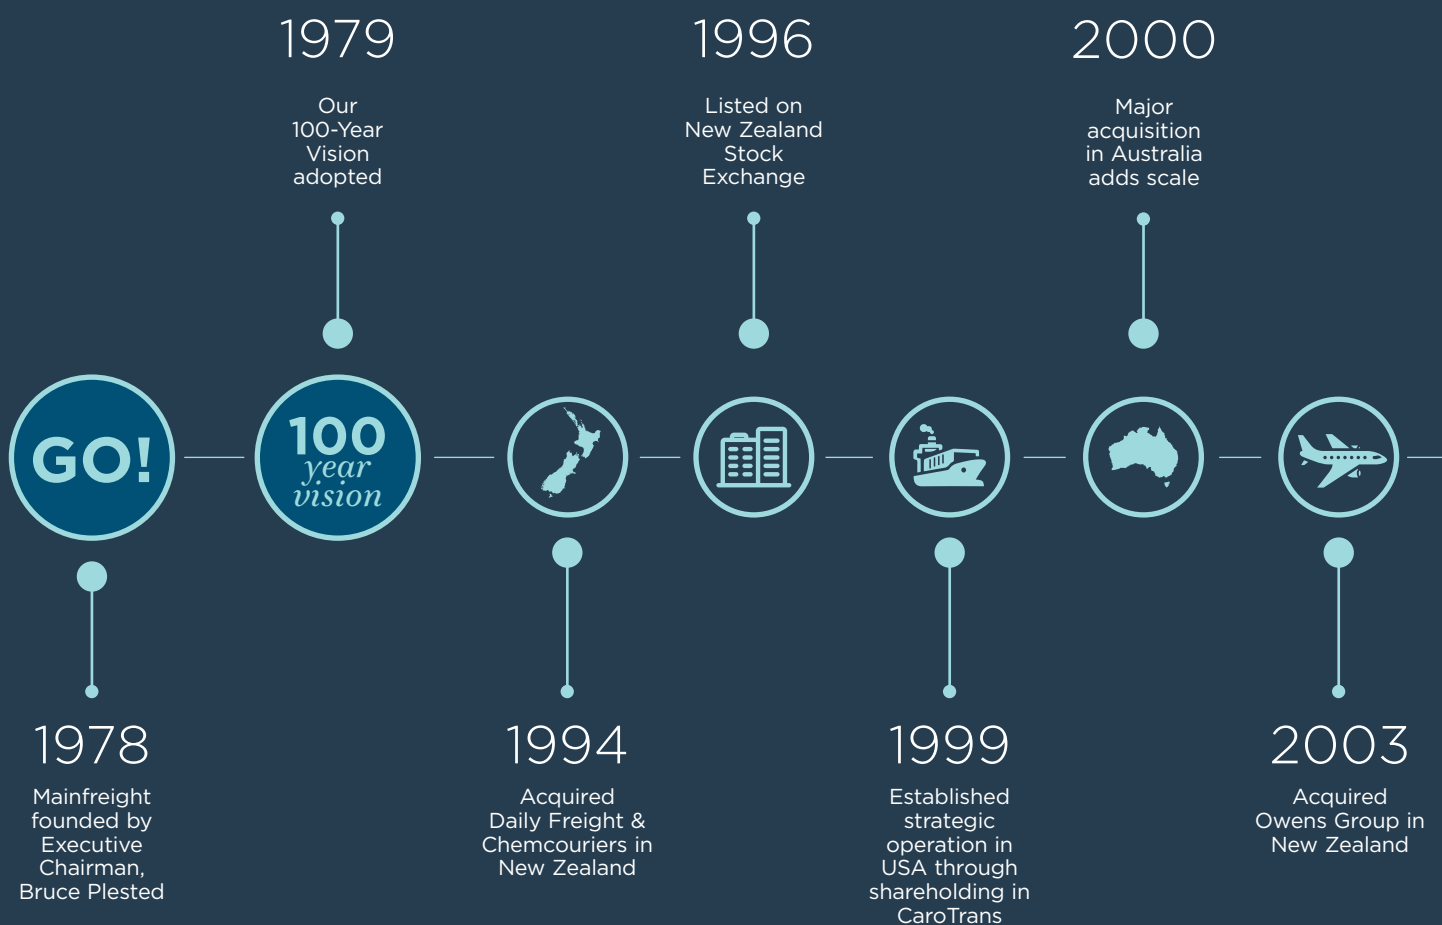 1979
Our
100-Year
Vision
adopted
1996
Listed on
New Zealand
Stock
Exchange
2000
Major
acquisition
in Australia
adds scale
GO!
100
year
vision
1978
Mainfreight
founded by
Executive
Chairman,
Bruce Plested
1994
Acquired
Daily Freight &
Chemcouriers in
New Zealand
1999
Established
strategic
operation in
USA through
shareholding in
CaroTrans
2003
Acquired
Owens Group in
New Zealand